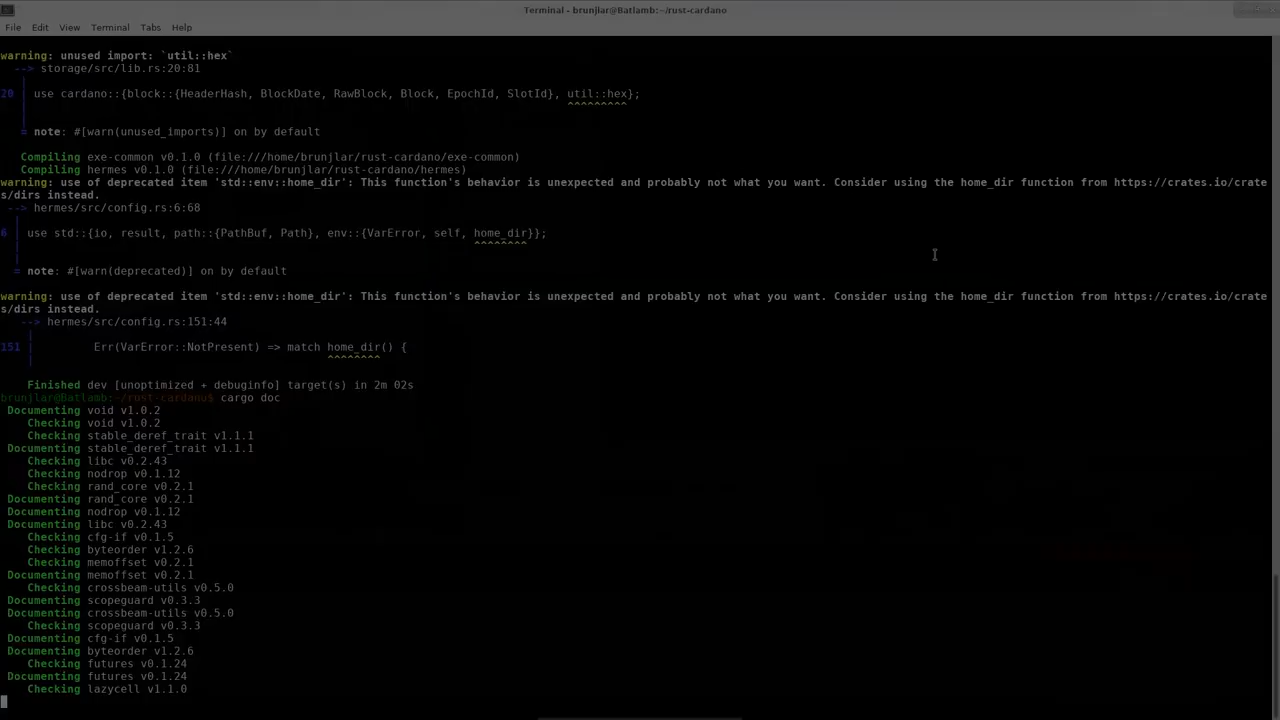 Terminal - brunjlar@Batlamb:~/rust-cardano
File Edit View Terminal Tabs Help
warning: unused import: `util::hex`
--> storage/src/lib.rs:20:81
|
20 | use cardano::{block::{HeaderHash, BlockDate, RawBlock, Block, EpochId, SlotId}, util::hex};
| ^^^^^^^^^
|
= note: #[warn(unused_imports)] on by default
Compiling exe-common v0.1.0 (file:///home/brunjlar/rust-cardano/exe-common)
Compiling hermes v0.1.0 (file:///home/brunjlar/rust-cardano/hermes)
warning: use of deprecated item 'std::env::home_dir': This function's behavior is unexpected and probably not what you want. Consider using the home_dir function from https://crates.io/crate
s/dirs instead.
--> hermes/src/config.rs:6:68
|
6 | use std::{io, result, path::{PathBuf, Path}, env::{VarError, self, home_dir}};
| ^^^^^^^^
|
= note: #[warn(deprecated)] on by default
warning: use of deprecated item 'std::env::home_dir': This function's behavior is unexpected and probably not what you want. Consider using the home_dir function from https://crates.io/crate
s/dirs instead.
--> hermes/src/config.rs:151:44
|
151 | Err(VarError::NotPresent) => match home_dir() {
| ^^^^^^^^
Finished dev [unoptimized + debuginfo] target(s) in 2m 02s
brunjlar@Batlamb:~/rust-cardano$ cargo doc
Documenting void v1.0.2
Checking void v1.0.2
Checking stable_deref_trait v1.1.1
Documenting stable_deref_trait v1.1.1
Checking libc v0.2.43
Checking nodrop v0.1.12
Checking rand_core v0.2.1
Documenting rand_core v0.2.1
Documenting nodrop v0.1.12
Documenting libc v0.2.43
Checking cfg-if v0.1.5
Checking byteorder v1.2.6
Checking memoffset v0.2.1
Documenting memoffset v0.2.1
Checking crossbeam-utils v0.5.0
Documenting scopeguard v0.3.3
Documenting crossbeam-utils v0.5.0
Checking scopeguard v0.3.3
Documenting cfg-if v0.1.5
Documenting byteorder v1.2.6
Checking futures v0.1.24
Documenting futures v0.1.24
Checking lazycell v1.1.0